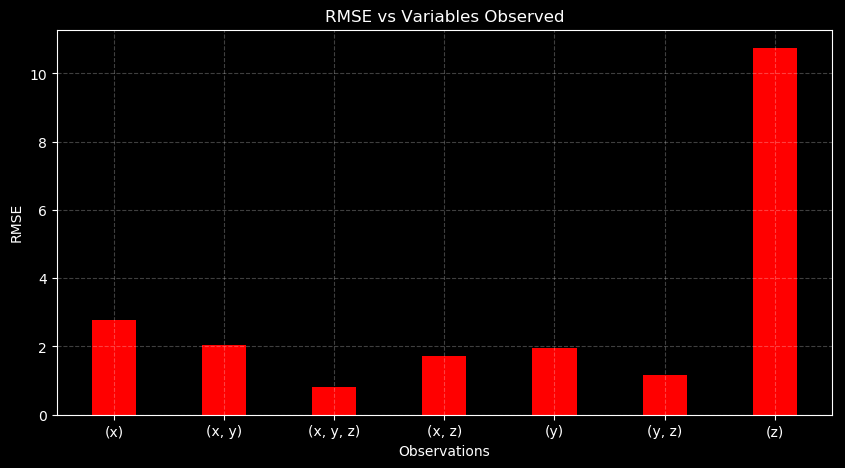 RMSE vs Variables Observed
RMSE
10
8
6
4
2
0
(x)
(x, y)
(x, y, z)
(x, z)
(y)
(y, z)
(z)
Observations